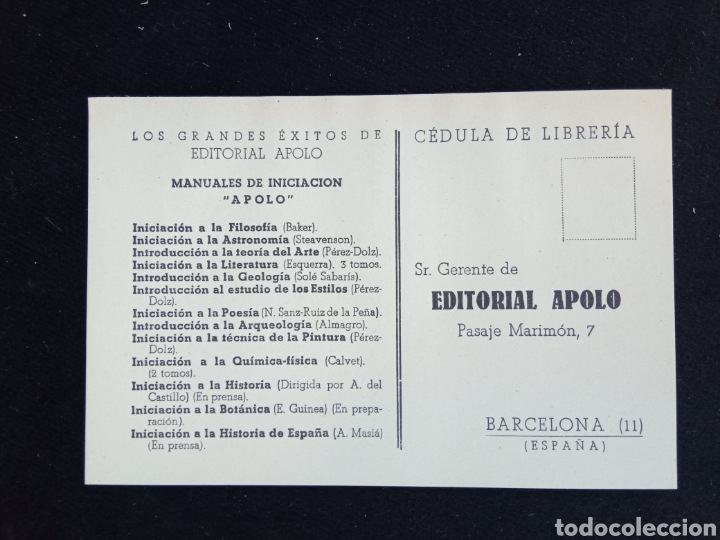 LOS GRANDES ÉXITOS DE
EDITORIAL APOLO
MANUALES DE INICIACION
"APOLO"
Iniciación a la Filosofía (Baker).
Iniciación a la Astronomía (Steavenson).
Introducción a la teoría del Arte (Pérez-Dolz).
Iniciación a la Literatura (Esquerra), 3 tomos.
Introducción a la Geología (Solé Sabarís).
Introducción al estudio de los Estilos (Pérez-
Dolz).
Iniciación a la Poesía (N. Sanz-Ruiz de la Peña).
Introducción a la Arqueología (Almagro).
Iniciación a la técnica de la Pintura (Pérez-
Dolz).
Iniciación a la Química-física (Calvet).
(2 tomos).
Iniciación a la Historia (Dirigida por A. del
Castillo) (En prensa).
Iniciación a la Botánica (E. Guinea) (En prepa-
ración).
Iniciación a la Historia de España (A. Masiá)
(En prensa).
CÉDULA DE LIBRERÍA
Sr. Gerente de
EDITORIAL APOLO
Pasaje Marimón, 7
BARCELONA (11)
(ESPAÑA)
todocoleccion